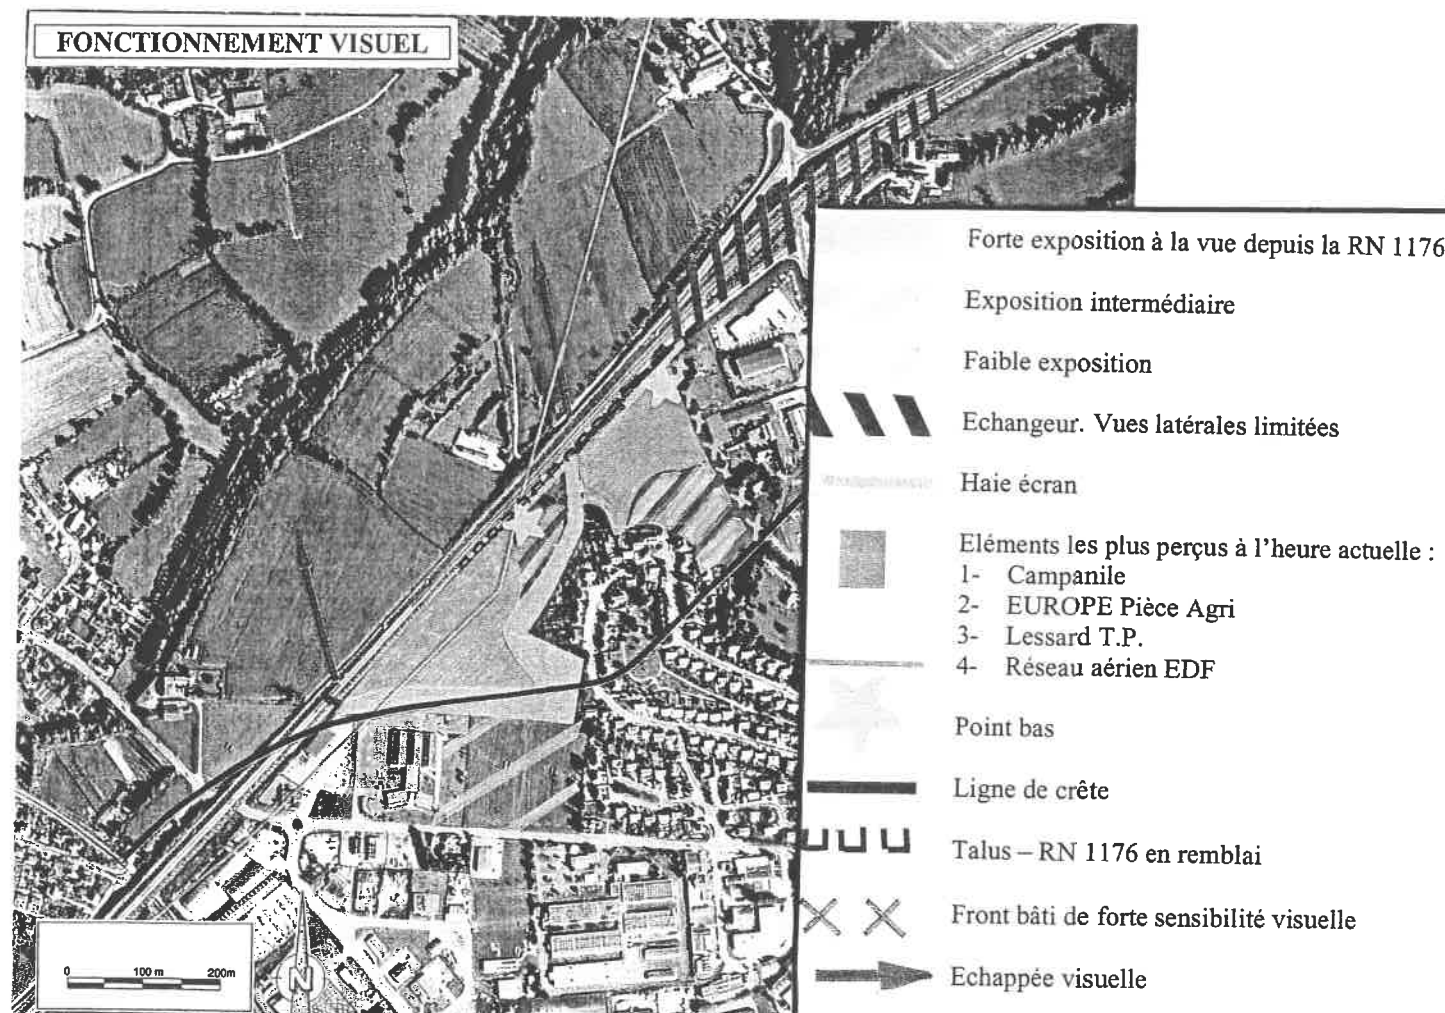 FONCTIONNEMENT VISUEL
Forte exposition à la vue depuis la RN 1176
Exposition intermédiaire
Faible exposition
Echangeur. Vues latérales limitées
Haie écran
Eléments les plus perçus à l'heure actuelle :
1- Campanile
2- EUROPE Pièce Agri
3- Lessard T.P.
4- Réseau aérien EDF
Point bas
Ligne de crête
Talus – RN 1176 en remblai
Front bâti de forte sensibilité visuelle
Echappée visuelle
0 100 m 200m
N